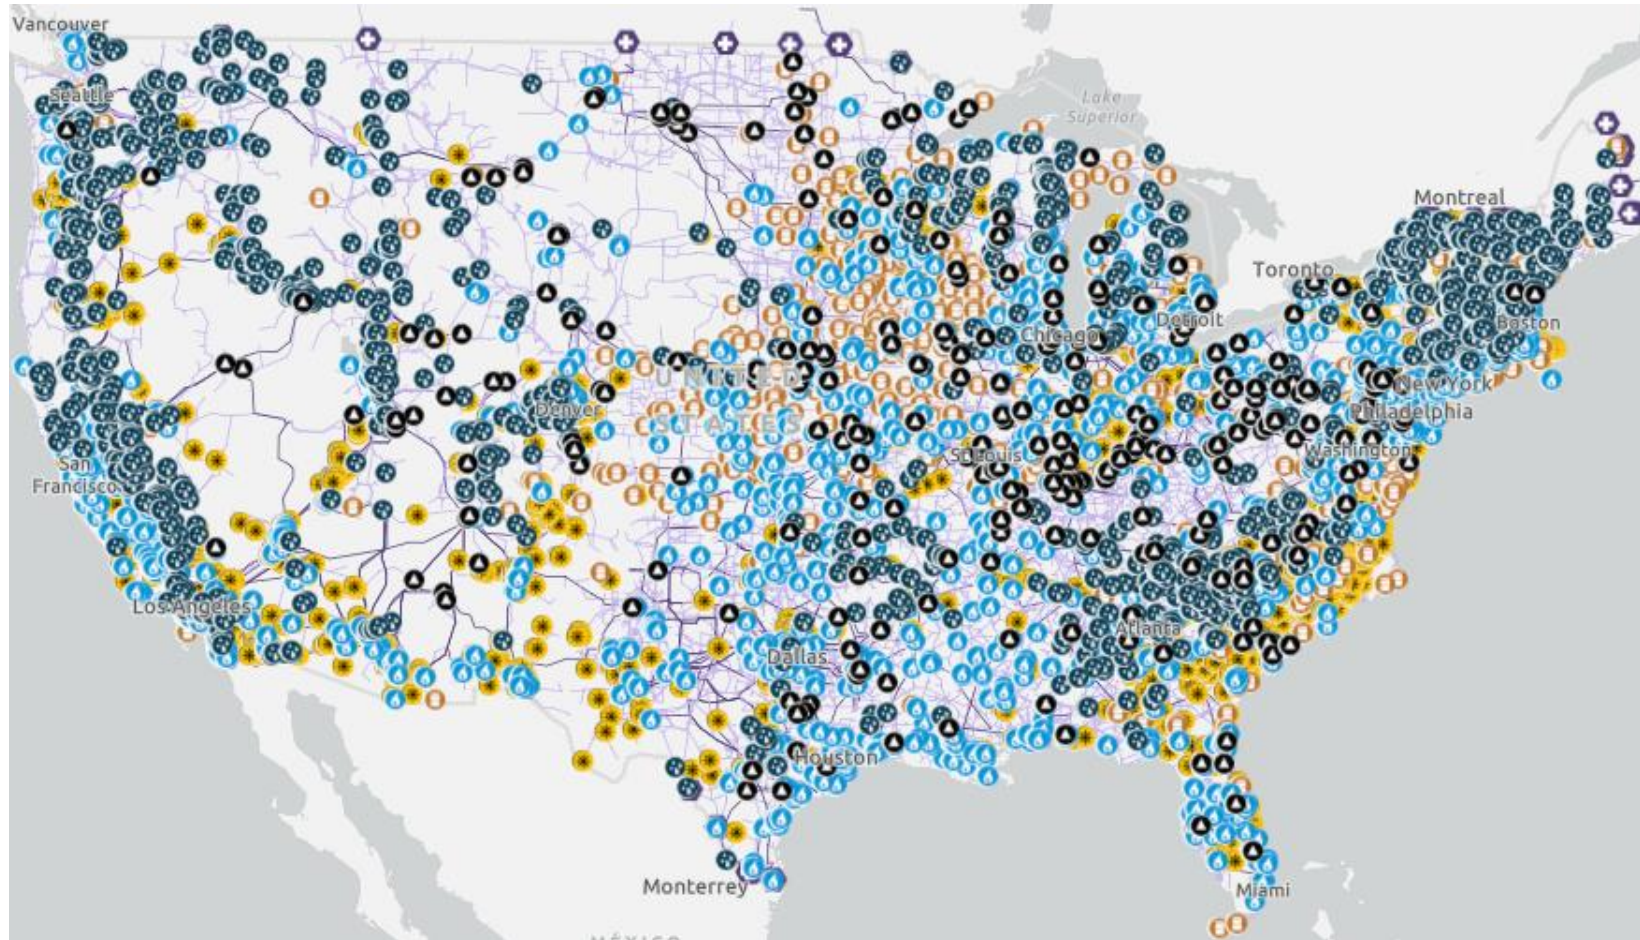 Vancouver
Seattle
Lake
Superior
Montreal
Toronto
Boston
Detroit
Chicago
UNITED
STATES
New York
Denver
Philadelphia
St. Louis
Washington
San
Francisco
Los Angeles
Atlanta
Dallas
Houston
Monterrey
Miami
MÉXICO